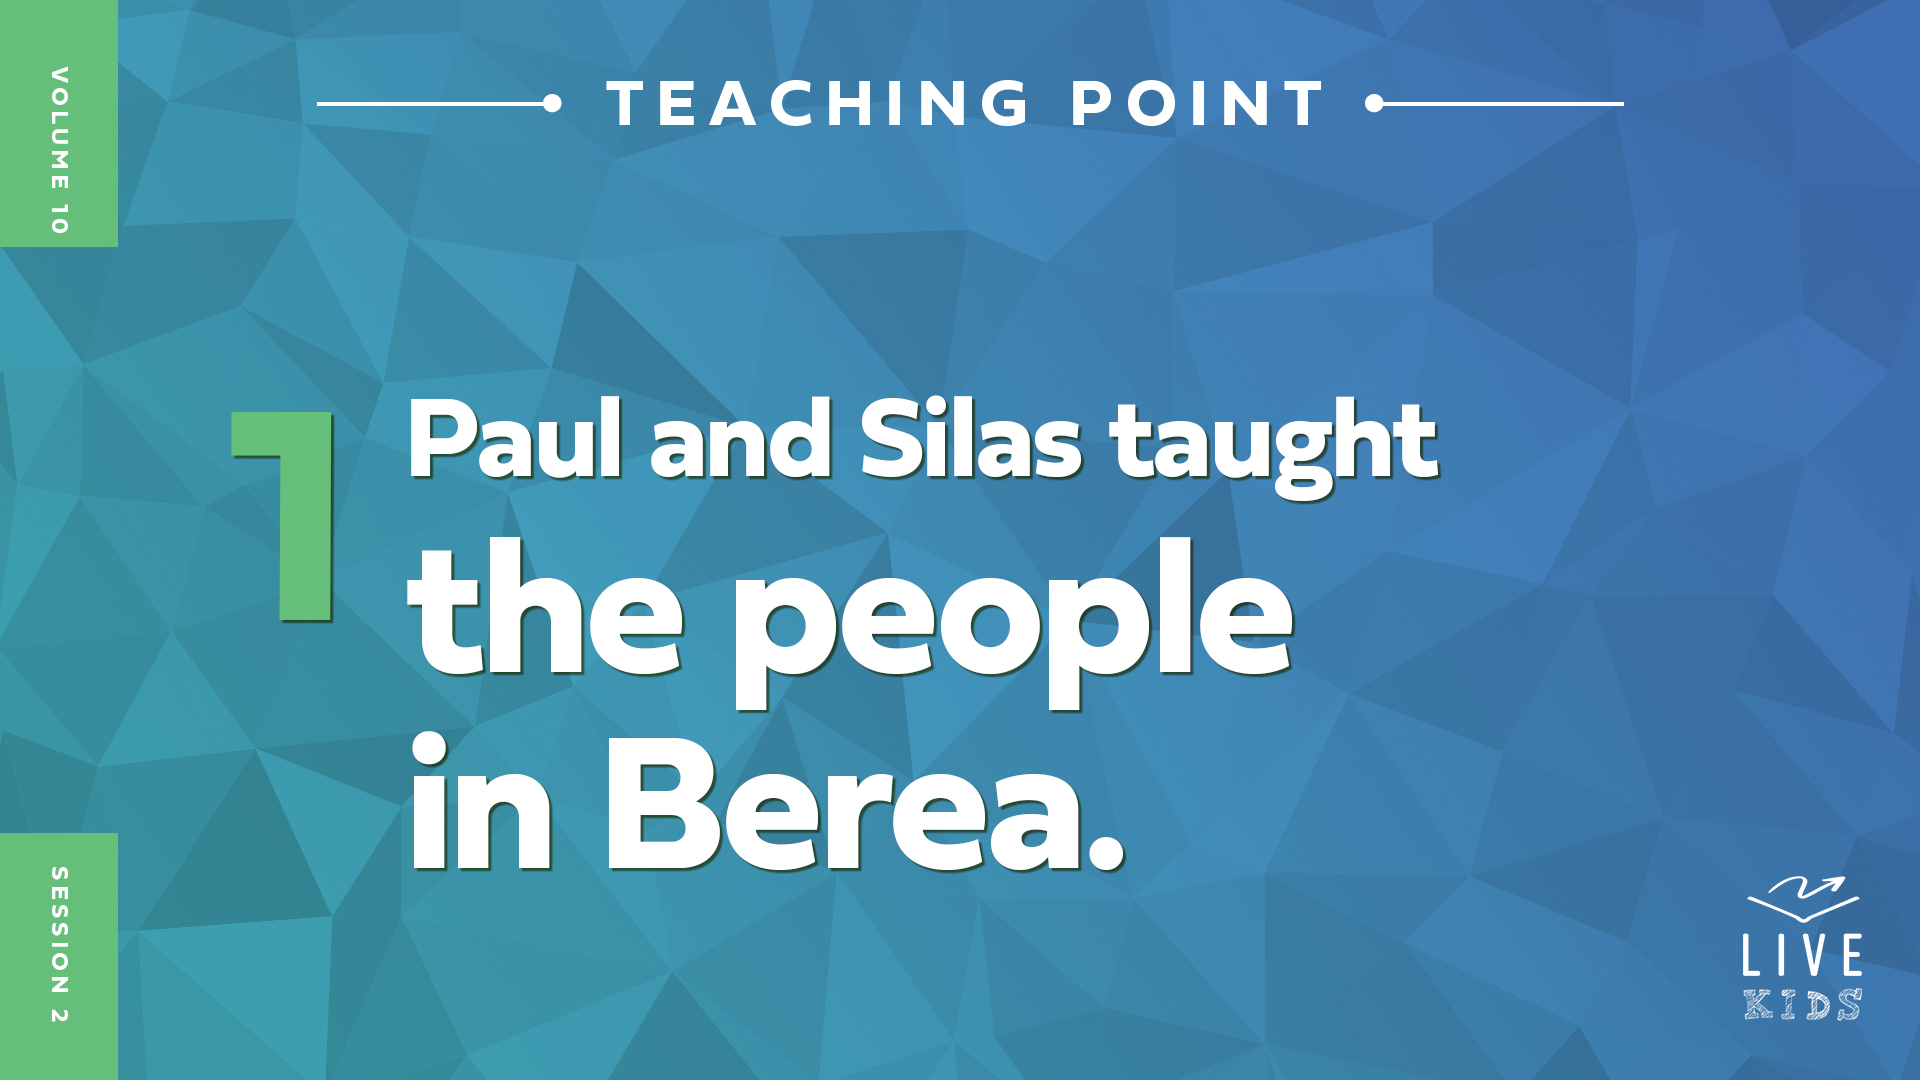 VOLUME 10
TEACHING POINT
1
Paul and Silas taught
the people
in Berea.
SESSION 2
LIVE
KIDS